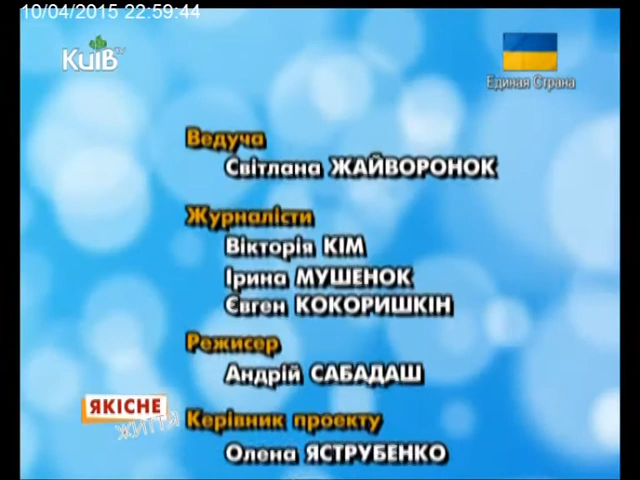 10/04/2015 22:59:44
КиЇВ TV
Единая Страна
Ведуча
Світлана ЖАЙВОРОНОК
Журналісти
Вікторія КІМ
Ірина МУШЕНОК
Євген КОКОРИШКІН
Режисер
Андрій САБАДАШ
ЯКІСНЕ
ЖИТТЯ
Керівник проекту
Олена ЯСТРУБЕНКО